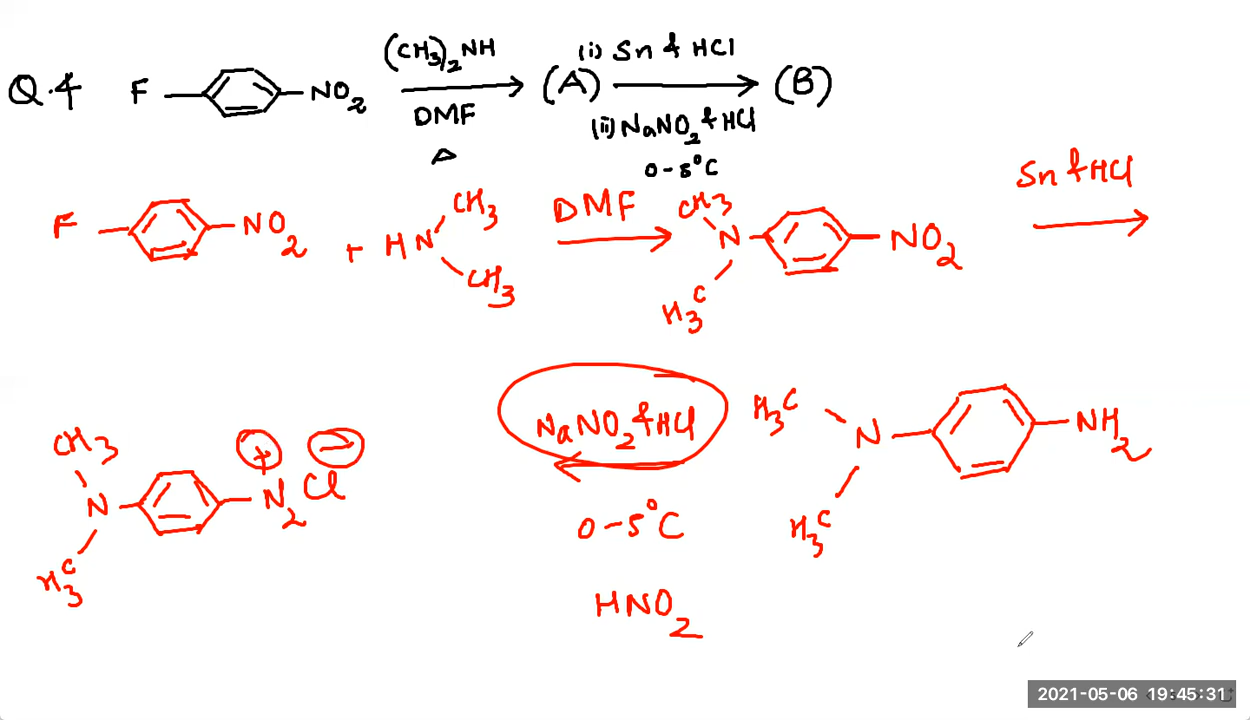 Q.4 F NO2 (CH3)2NH DMF Δ (A) (i) Sn & HCl (ii) NaNO2 & HCl 0-5°C (B)
F NO2 + HN CH3 CH3 DMF CH3 N H3C NO2 Sn & HCl
H3C N H3C NH2
NaNO2 & HCl
0-5°C
HNO2
CH3 N H3C N2 + Cl -
2021-05-06 19:45:31